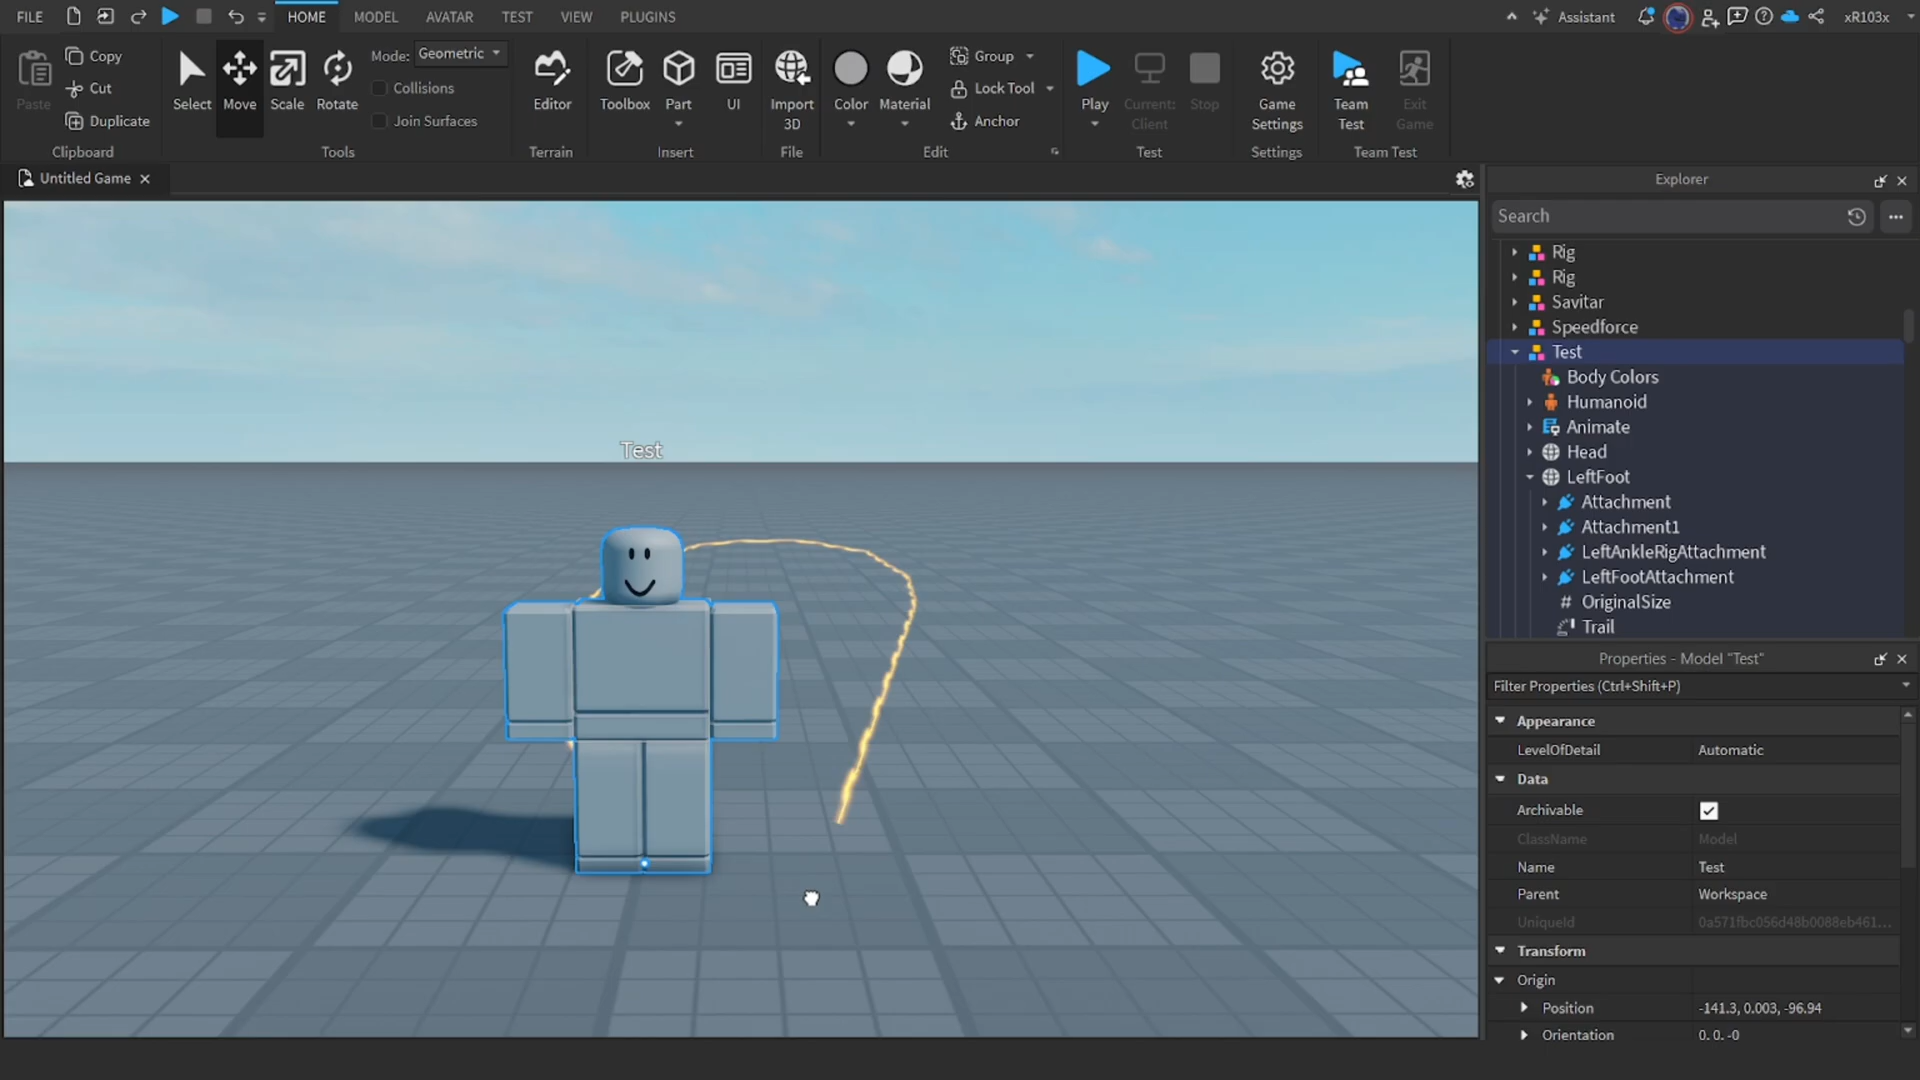 FILE HOME MODEL AVATAR TEST VIEW PLUGINS Assistant xR103x
Paste Copy Cut Duplicate Clipboard
Select Move Scale Rotate Mode: Geometric Collisions Join Surfaces Tools
Editor Terrain
Toolbox Part UI Insert
Import 3D File
Color Material Group Lock Tool Anchor Edit
Play Current: Client Stop Test
Game Settings Settings
Team Test Exit Game Team Test
Untitled Game
Test
Explorer
Search
Rig
Rig
Savitar
Speedforce
Test
Body Colors
Humanoid
Animate
Head
LeftFoot
Attachment
Attachment1
LeftAnkleRigAttachment
LeftFootAttachment
# OriginalSize
Trail
Properties - Model "Test"
Filter Properties (Ctrl+Shift+P)
Appearance
LevelOfDetail Automatic
Data
Archivable
ClassName Model
Name Test
Parent Workspace
UniqueId 0a571fbc056d48b0088eb461...
Transform
Origin
Position -141.3, 0.003, -96.94
Orientation 0, 0, -0